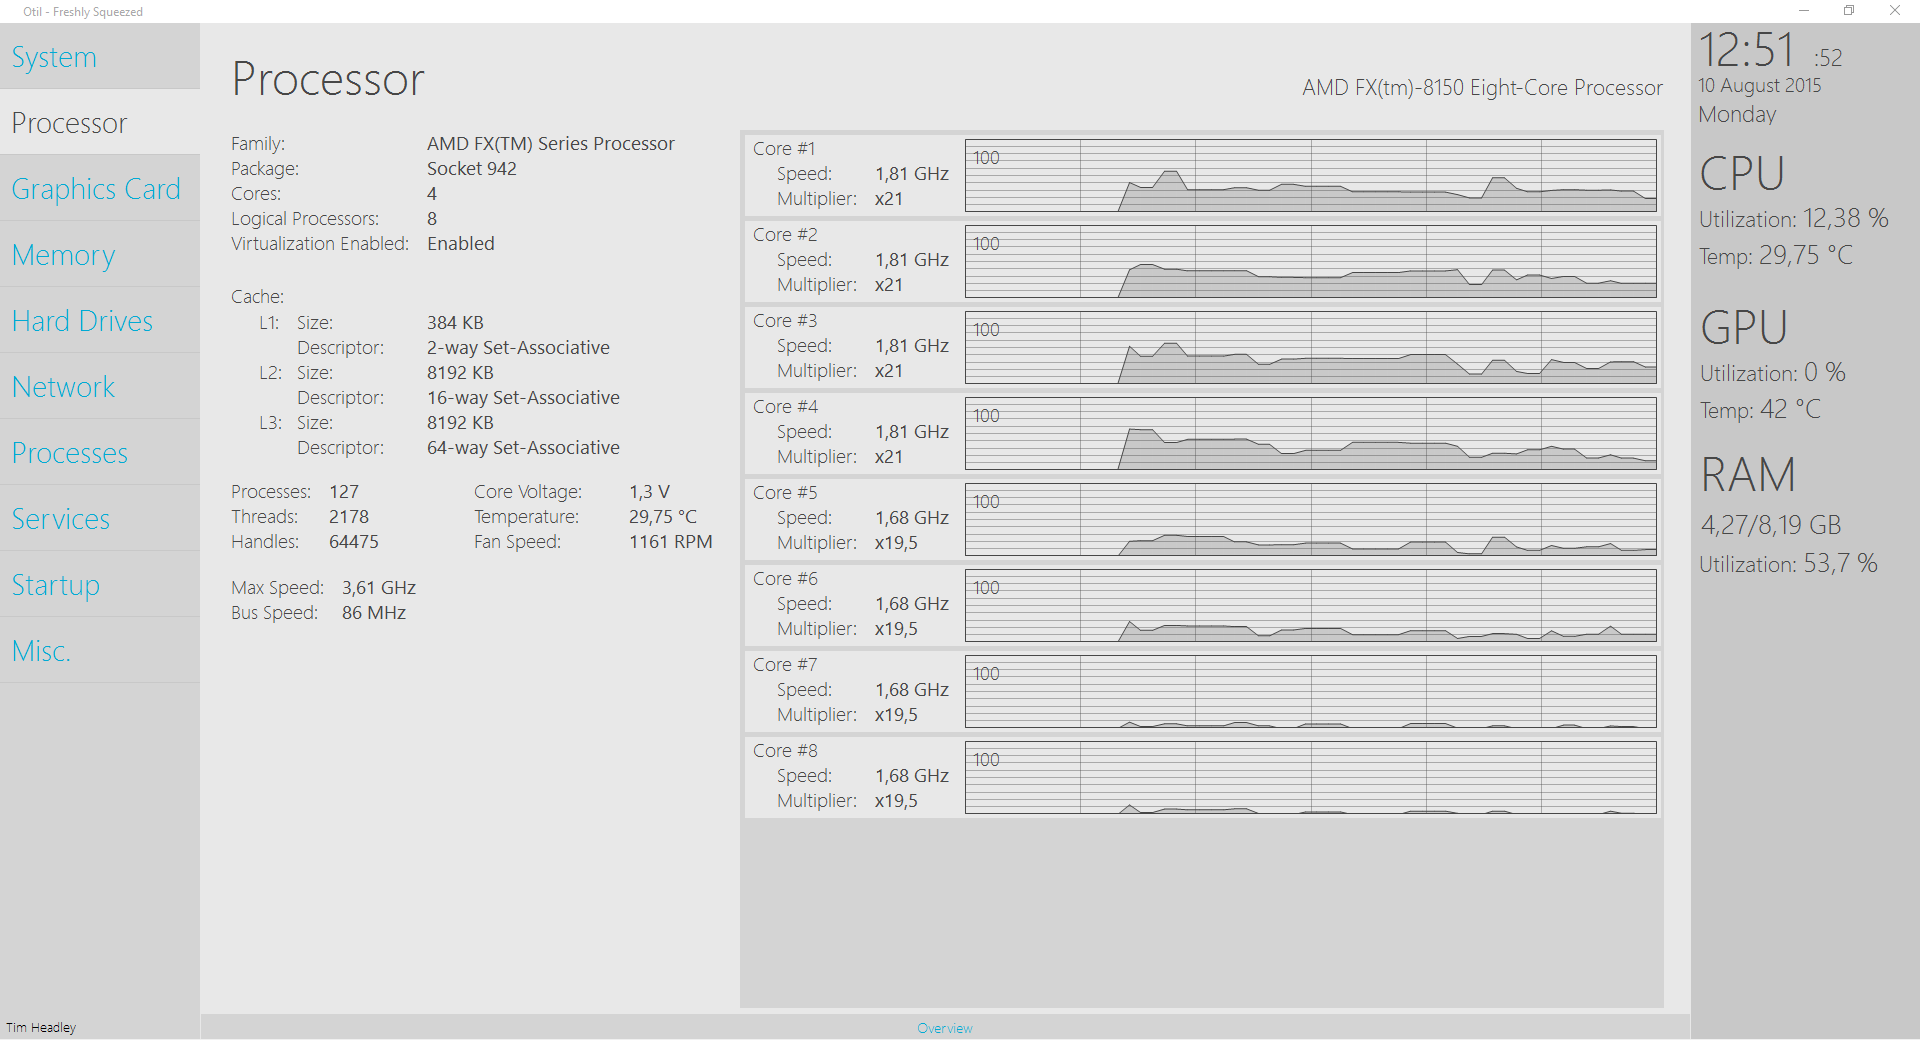 Otil - Freshly Squeezed
System
Processor
Graphics Card
Memory
Hard Drives
Network
Processes
Services
Startup
Misc.
Tim Headley
Processor
AMD FX(tm)-8150 Eight-Core Processor
Family: AMD FX(TM) Series Processor
Package: Socket 942
Cores: 4
Logical Processors: 8
Virtualization Enabled: Enabled
Cache:
L1: Size: 384 KB
Descriptor: 2-way Set-Associative
L2: Size: 8192 KB
Descriptor: 16-way Set-Associative
L3: Size: 8192 KB
Descriptor: 64-way Set-Associative
Processes: 127 Core Voltage: 1,3 V
Threads: 2178 Temperature: 29,75 °C
Handles: 64475 Fan Speed: 1161 RPM
Max Speed: 3,61 GHz
Bus Speed: 86 MHz
Core #1
Speed: 1,81 GHz
Multiplier: x21
100
Core #2
Speed: 1,81 GHz
Multiplier: x21
100
Core #3
Speed: 1,81 GHz
Multiplier: x21
100
Core #4
Speed: 1,81 GHz
Multiplier: x21
100
Core #5
Speed: 1,68 GHz
Multiplier: x19,5
100
Core #6
Speed: 1,68 GHz
Multiplier: x19,5
100
Core #7
Speed: 1,68 GHz
Multiplier: x19,5
100
Core #8
Speed: 1,68 GHz
Multiplier: x19,5
100
Overview
12:51 :52
10 August 2015
Monday
CPU
Utilization: 12,38 %
Temp: 29,75 °C
GPU
Utilization: 0 %
Temp: 42 °C
RAM
4,27/8,19 GB
Utilization: 53,7 %